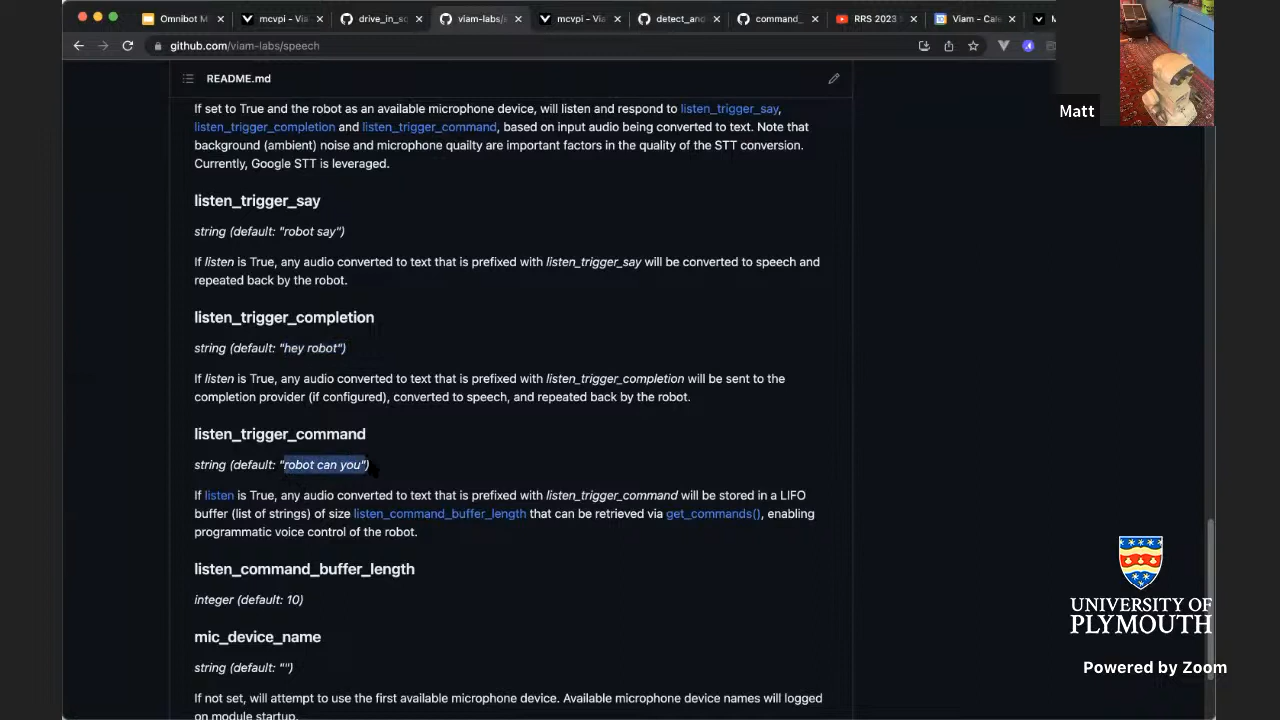 Omnibot M
mcvpi - Vi
drive_in_sc
viam-labs/s
mcvpi - Via
detect_and
command_
RRS 2023 S
Viam - Cale
github.com/viam-labs/speech
Matt
README.md
If set to True and the robot as an available microphone device, will listen and respond to listen_trigger_say,
listen_trigger_completion and listen_trigger_command, based on input audio being converted to text. Note that
background (ambient) noise and microphone quailty are important factors in the quality of the STT conversion.
Currently, Google STT is leveraged.
listen_trigger_say
string (default: "robot say")
If listen is True, any audio converted to text that is prefixed with listen_trigger_say will be converted to speech and
repeated back by the robot.
listen_trigger_completion
string (default: "hey robot")
If listen is True, any audio converted to text that is prefixed with listen_trigger_completion will be sent to the
completion provider (if configured), converted to speech, and repeated back by the robot.
listen_trigger_command
string (default: "robot can you")
If listen is True, any audio converted to text that is prefixed with listen_trigger_command will be stored in a LIFO
buffer (list of strings) of size listen_command_buffer_length that can be retrieved via get_commands(), enabling
programmatic voice control of the robot.
listen_command_buffer_length
integer (default: 10)
mic_device_name
string (default: "")
If not set, will attempt to use the first available microphone device. Available microphone device names will logged
on module startup.
UNIVERSITY OF
PLYMOUTH
Powered by Zoom